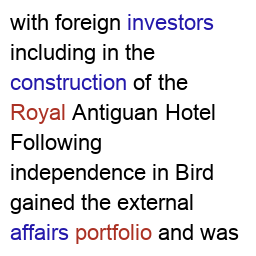 with foreign investors
including in the
construction of the
Royal Antiguan Hotel
Following
independence in Bird
gained the external
affairs portfolio and was